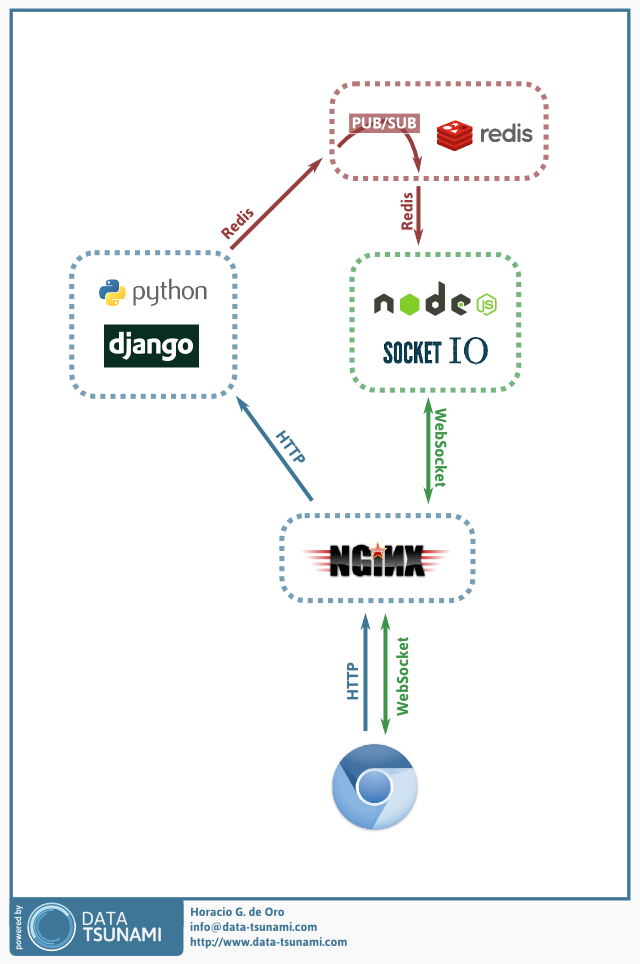 PUB/SUB
redis
Redis
Redis
python
django
node
JS
SOCKET IO
HTTP
WebSocket
NGiNX
HTTP
WebSocket
powered by
DATA
TSUNAMI
Horacio G. de Oro
info@data-tsunami.com
http://www.data-tsunami.com